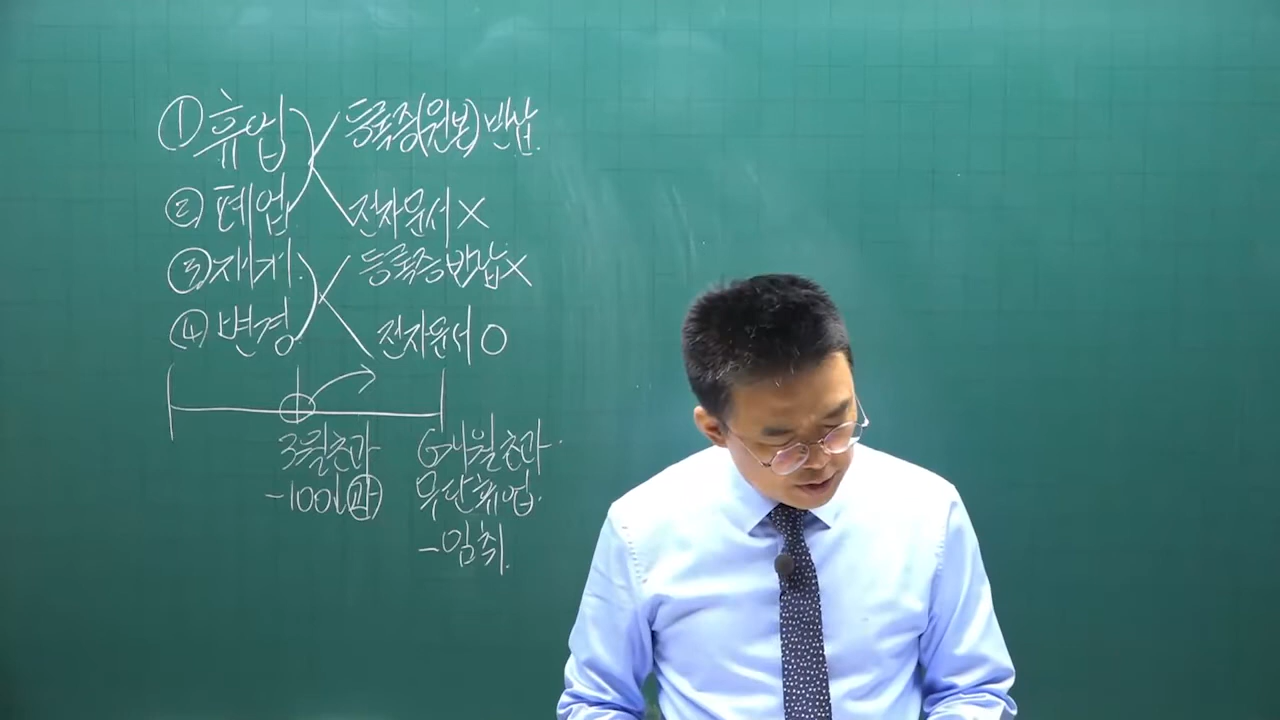 ① 휴업 등록증(원본) 반납.
② 폐업 전자문서 X
③ 재개. 등록증 반납 X
④ 변경 전자문서 O
3월초과 6개월 초과.
-100↓(과) 무단휴업.
-임취.